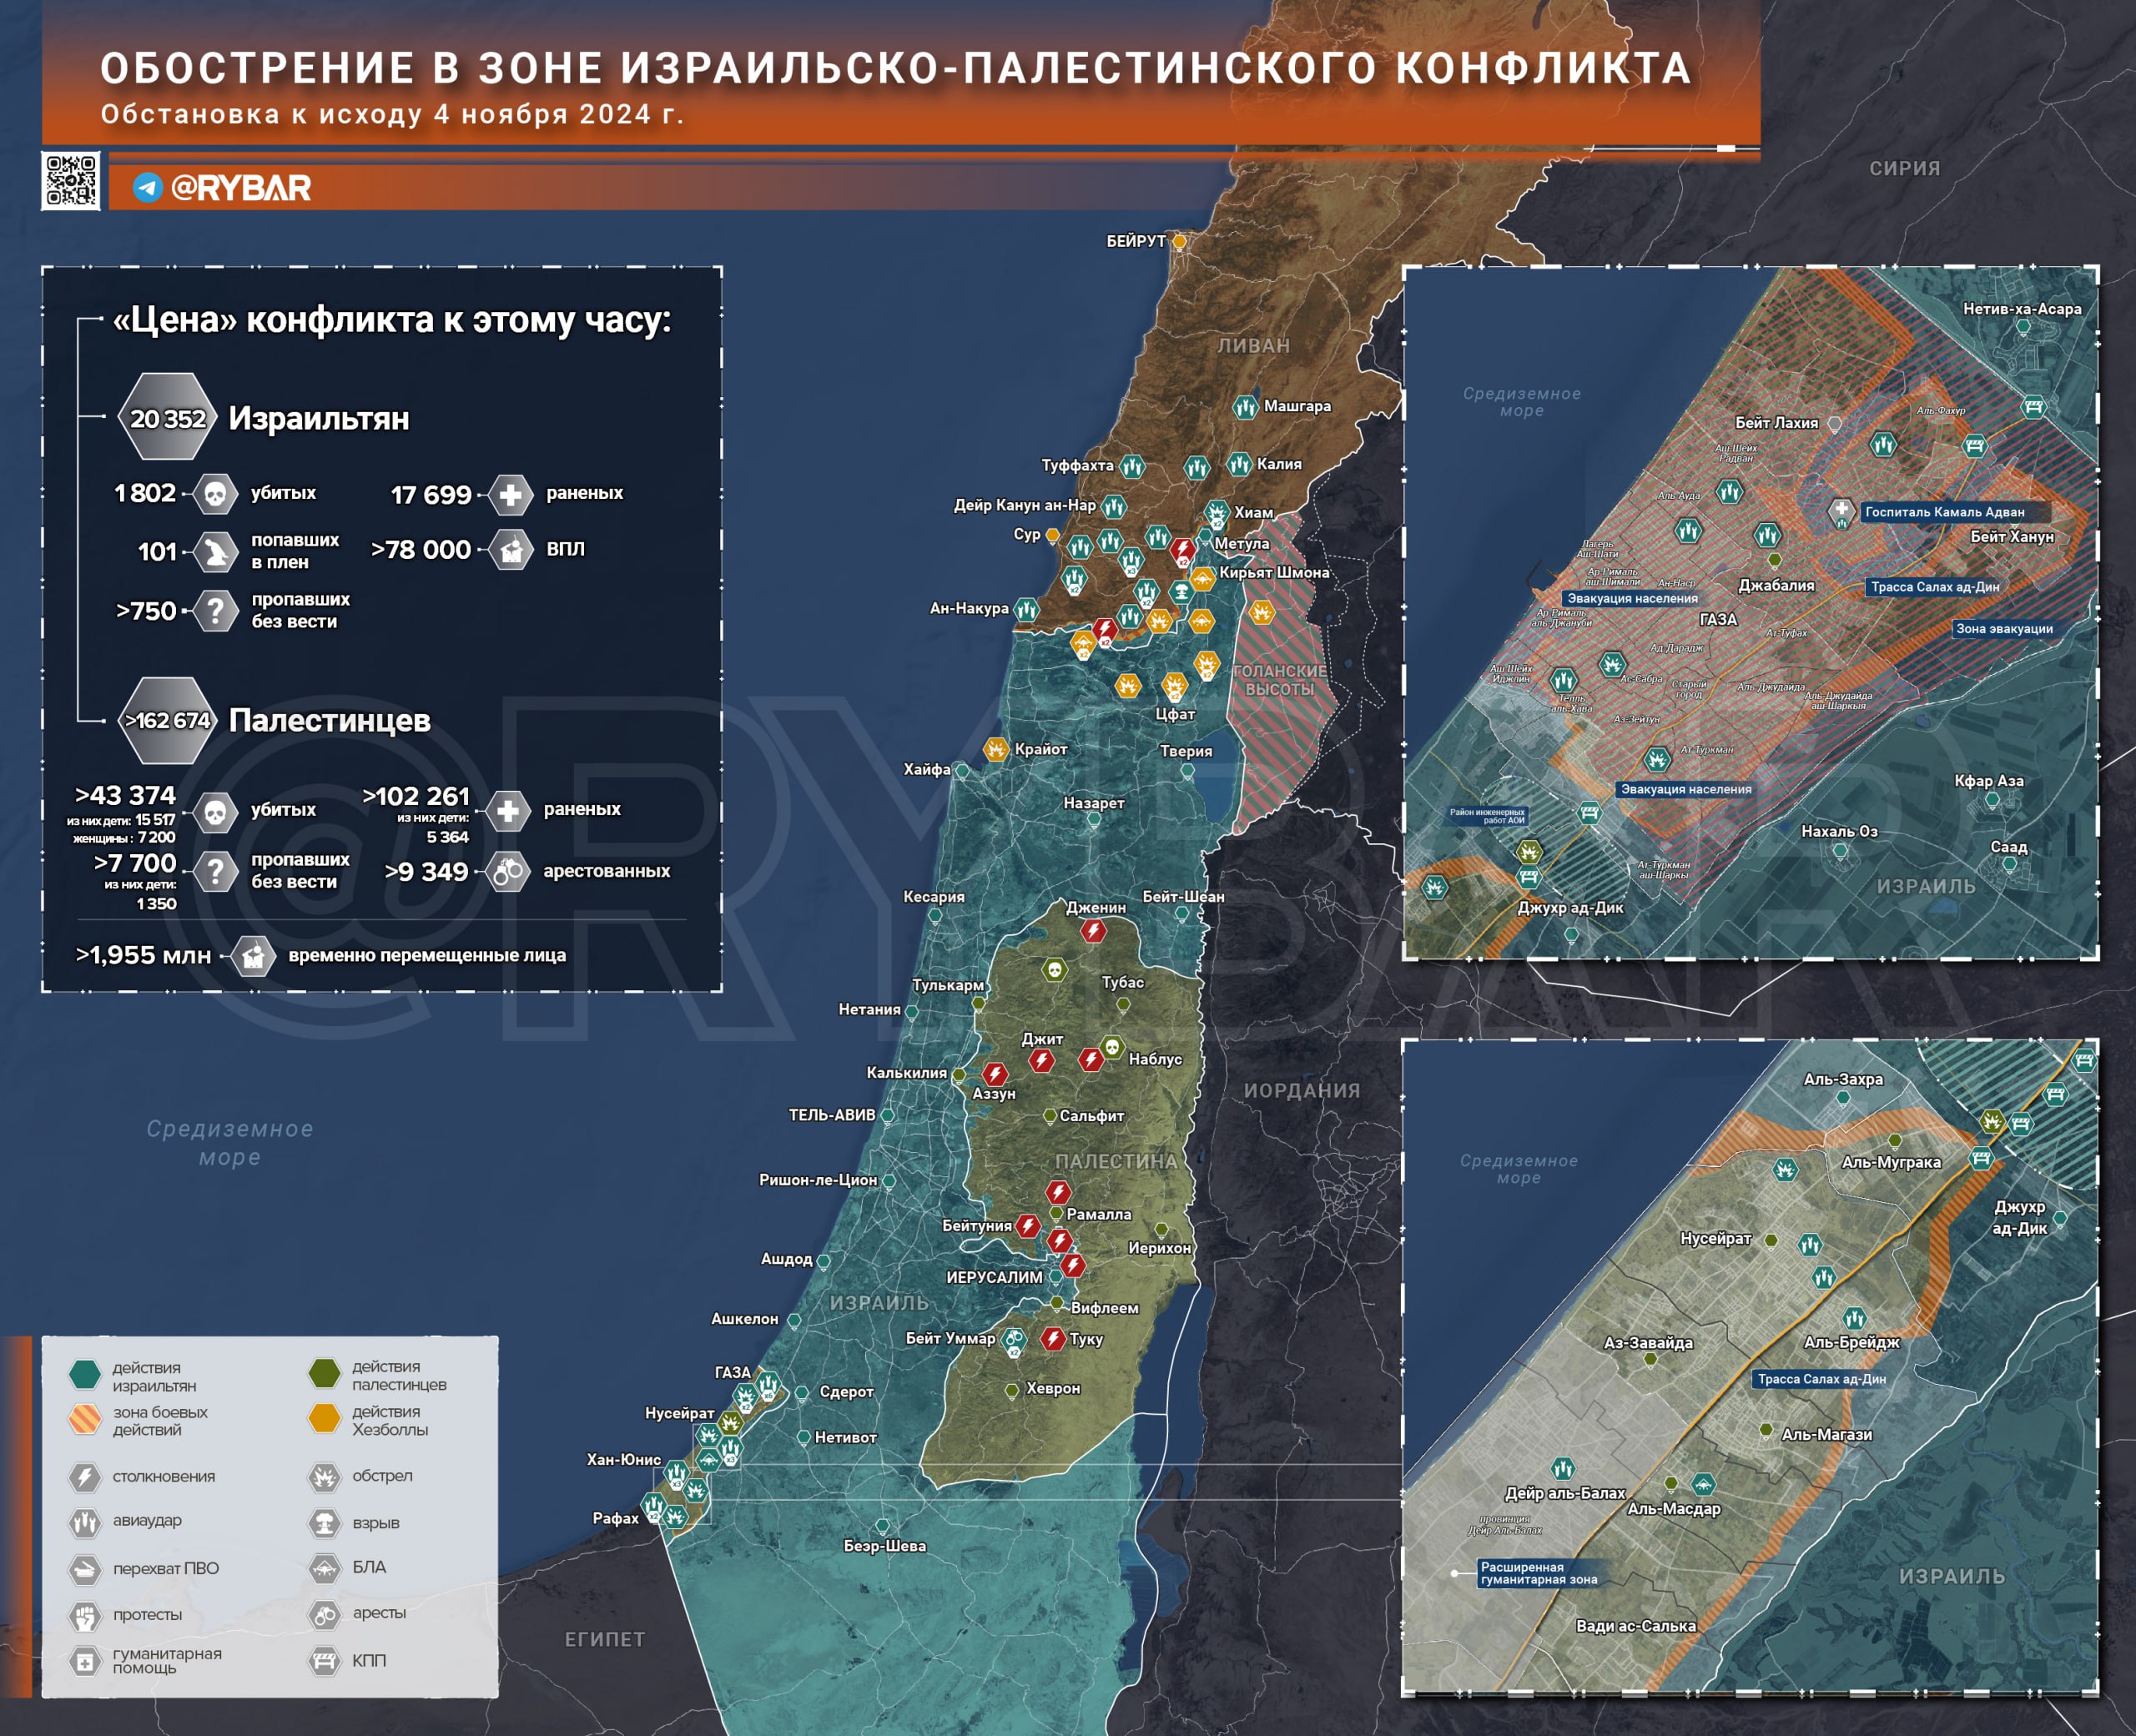 ОБОСТРЕНИЕ В ЗОНЕ ИЗРАИЛЬСКО-ПАЛЕСТИНСКОГО КОНФЛИКТА
Обстановка к исходу 4 ноября 2024 г.
@RYBAR
«Цена» конфликта к этому часу:
20 352 Израильтян
1 802 убитых
17 699 раненых
101 попавших
в плен
>78 000 ВПЛ
>750 пропавших
без вести
>162 674 Палестинцев
>43 374 убитых
из них дети: 15 517
женщины: 7 200
>102 261 раненых
из них дети:
5 364
>7 700 пропавших
без вести
из них дети:
1 350
>9 349 арестованных
>1,955 млн временно перемещенные лица
СИРИЯ
БЕЙРУТ
ЛИВАН
Машгара
Туффахта
Калия
Дейр Канун ан-Нар
Хиам
x2
Сур
Метула
x2
x3
Кирьят Шмона
x2
x2
Ан-Накура
x2
x2
ГОЛАНСКИЕ
ВЫСОТЫ
Цфат
Крайот
Тверия
Хайфа
Назарет
Кесария
Бейт-Шеан
Дженин
Тулькарм
Тубас
Нетания
Джит
Наблус
Калькилия
Аззун
ИОРДАНИЯ
ТЕЛЬ-АВИВ
Сальфит
Средиземное
море
ПАЛЕСТИНА
Ришон-ле-Цион
Рамалла
Бейтуния
Иерихон
Ашдод
ИЕРУСАЛИМ
ИЗРАИЛЬ
Вифлеем
Ашкелон
Бейт Уммар
x2
Туку
ГАЗА
Сдерот
Хеврон
x2
Нусейрат
Нетивот
x3
Хан-Юнис
x3
Рафах
x2
Беэр-Шева
ЕГИПЕТ
@RYBAR
Нетив-ха-Асара
Средиземное
море
Бейт Лахия
Аль-Фахур
Аш-Шейх
Радван
Аль-Ауда
Госпиталь Камаль Адван
Бейт Ханун
Лагерь
Аш-Шати
Ар-Рималь
аш-Шимали
Ан-Наср
Джабалия
Трасса Салах ад-Дин
Эвакуация населения
Ар-Рималь
аль-Джануби
ГАЗА
Ат-Туфах
Зона эвакуации
Ад-Дарадж
Аш-Шейх
Иджлин
Ас-Сабра
Старый
город
Аль-Джудайда
Аль-Джудайда
аш-Шаркыя
Телль
аль-Хава
Аз-Зейтун
Ат-Туркман
Эвакуация населения
Кфар Аза
Район инженерных
работ АОИ
Нахаль Оз
Саад
Ат-Туркман
аш-Шаркы
ИЗРАИЛЬ
Джухр ад-Дик
Аль-Захра
Средиземное
море
Аль-Муграка
Джухр
ад-Дик
Нусейрат
Аз-Завайда
Аль-Брейдж
Трасса Салах ад-Дин
Аль-Магази
Дейр аль-Балах
Аль-Масдар
провинция
Дейр Аль-Балах
Расширенная
гуманитарная зона
ИЗРАИЛЬ
Вади ас-Салька
действия
израильтян
действия
палестинцев
зона боевых
действий
действия
Хезболлы
столкновения
обстрел
авиаудар
взрыв
перехват ПВО
БЛА
протесты
аресты
гуманитарная
помощь
КПП